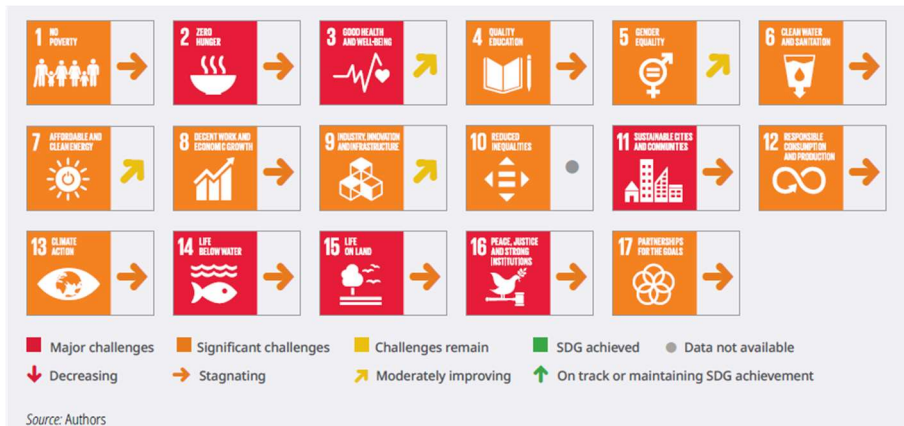 1 NO
POVERTY
2 ZERO
HUNGER
3 GOOD HEALTH
AND WELL-BEING
4 QUALITY
EDUCATION
5 GENDER
EQUALITY
6 CLEAN WATER
AND SANITATION
7 AFFORDABLE AND
CLEAN ENERGY
8 DECENT WORK AND
ECONOMIC GROWTH
9 INDUSTRY, INNOVATION
AND INFRASTRUCTURE
10 REDUCED
INEQUALITIES
11 SUSTAINABLE CITIES
AND COMMUNITIES
12 RESPONSIBLE
CONSUMPTION
AND PRODUCTION
13 CLIMATE
ACTION
14 LIFE
BELOW WATER
15 LIFE
ON LAND
16 PEACE, JUSTICE
AND STRONG
INSTITUTIONS
17 PARTNERSHIPS
FOR THE GOALS
Major challenges Significant challenges Challenges remain SDG achieved Data not available
Decreasing Stagnating Moderately improving On track or maintaining SDG achievement
Source: Authors